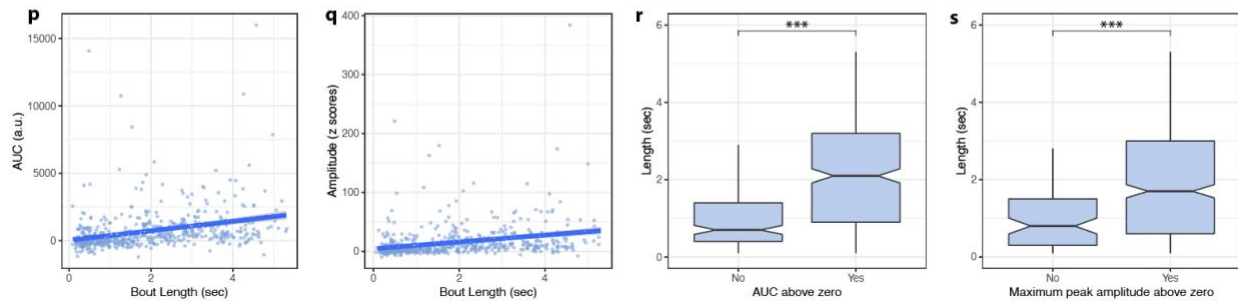 p
15000
10000
5000
0
AUC (a.u.)
0 2 4
Bout Length (sec)
q
400
300
200
100
0
Amplitude (z scores)
0 2 4
Bout Length (sec)
r
***
6
4
2
0
Length (sec)
No Yes
AUC above zero
s
***
6
4
2
0
Length (sec)
No Yes
Maximum peak amplitude above zero